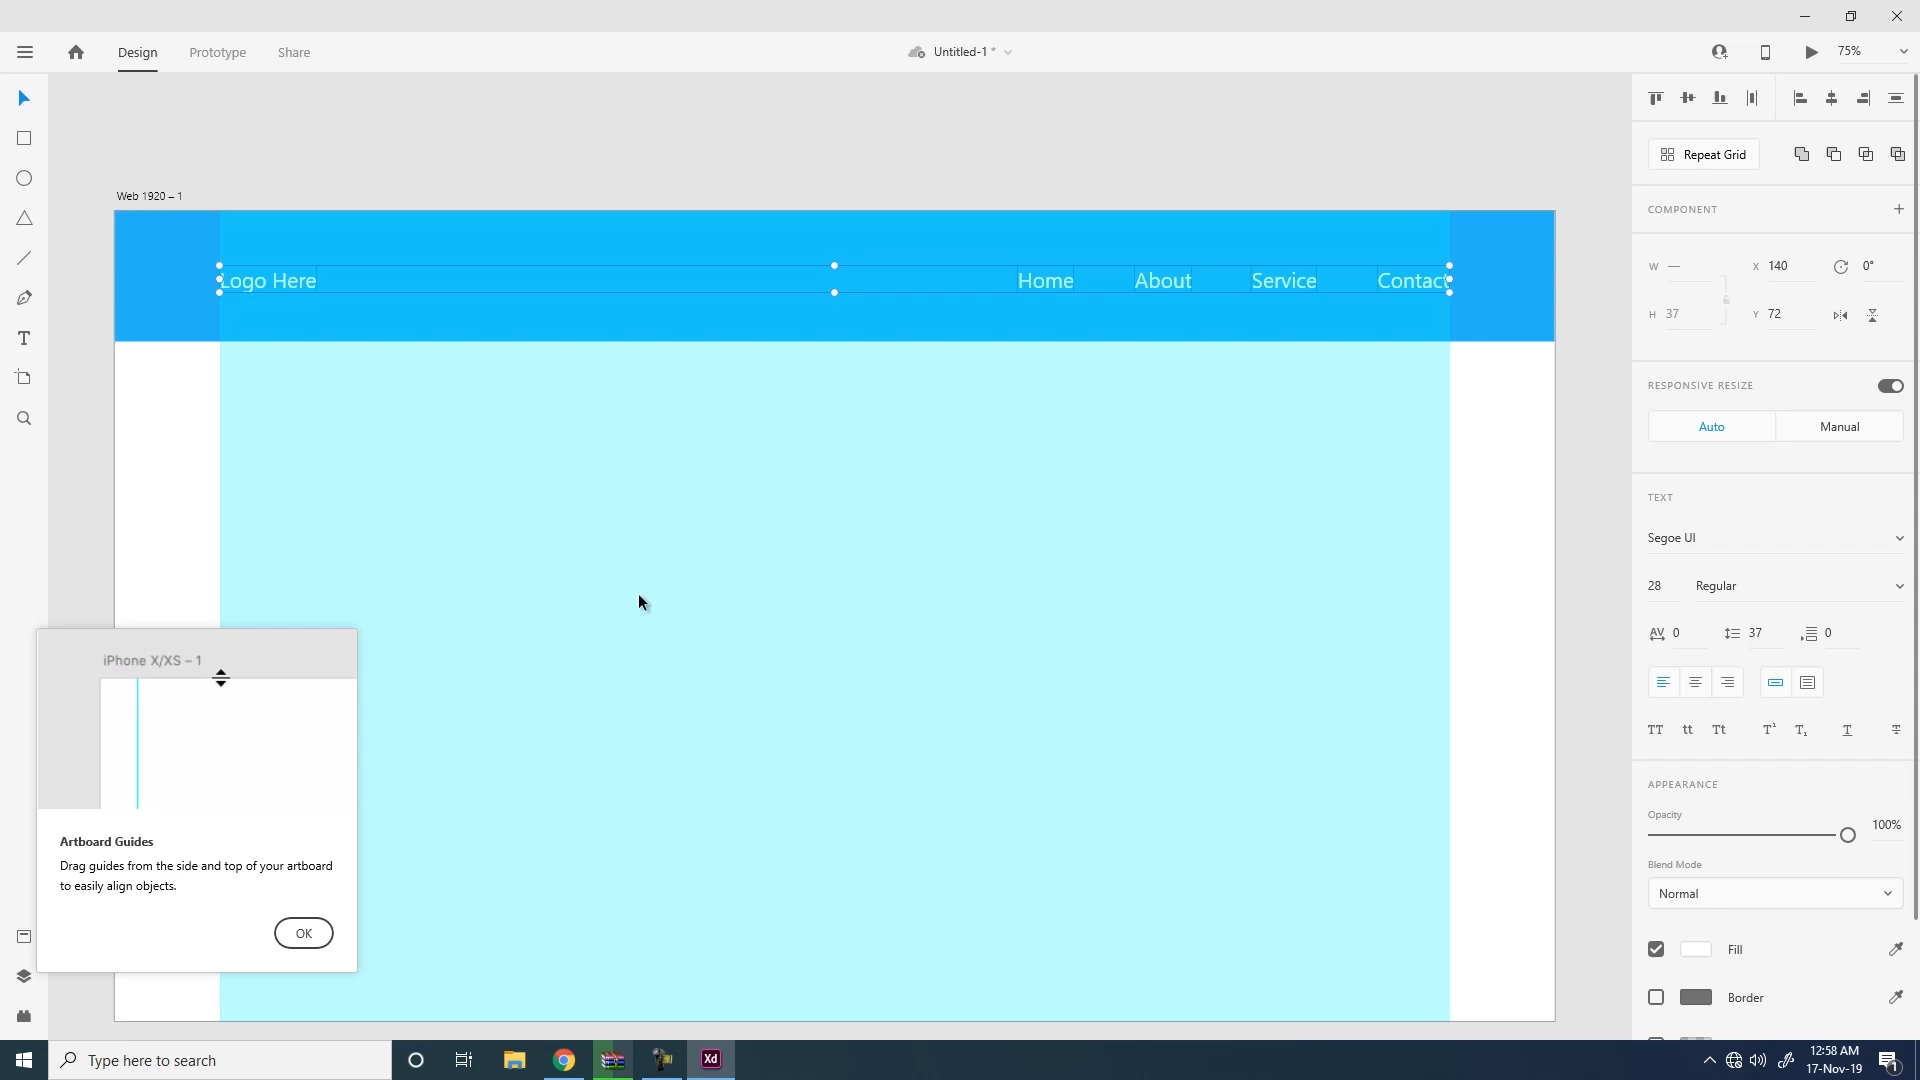 Design
Prototype
Share
Untitled-1 *
75%
Repeat Grid
COMPONENT
W —
X 140
0°
H 37
Y 72
RESPONSIVE RESIZE
Auto
Manual
TEXT
Segoe UI
28
Regular
AV 0
37
0
TT
tt
Tt
T¹
T₁
T
T
APPEARANCE
Opacity
100%
Blend Mode
Normal
Fill
Border
Web 1920 – 1
Logo Here
Home
About
Service
Contact
iPhone X/XS – 1
Artboard Guides
Drag guides from the side and top of your artboard
to easily align objects.
OK
Type here to search
Xd
12:58 AM
17-Nov-19
1